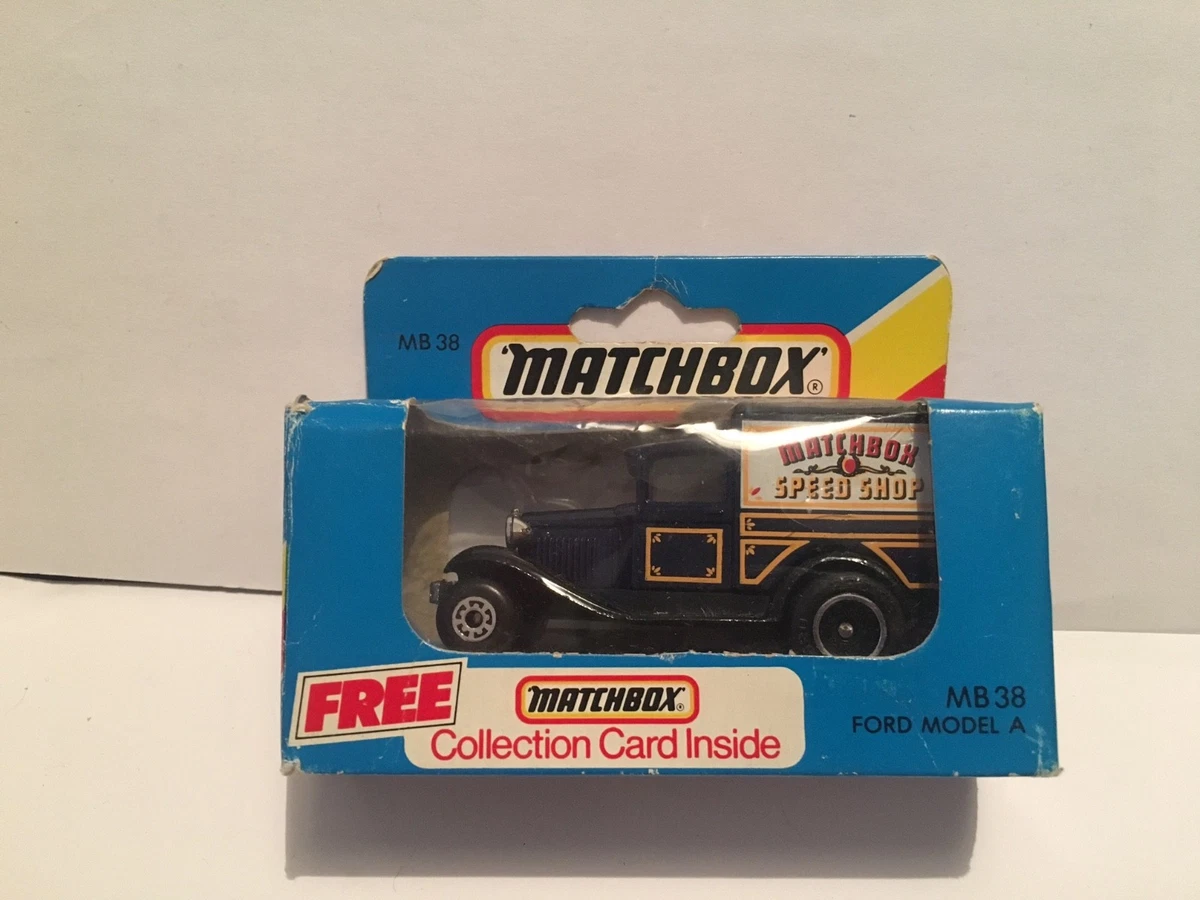 MB 38
'MATCHBOX'®
MATCHBOX
SPEED SHOP
FREE
'MATCHBOX'®
Collection Card Inside
MB 38
FORD MODEL A